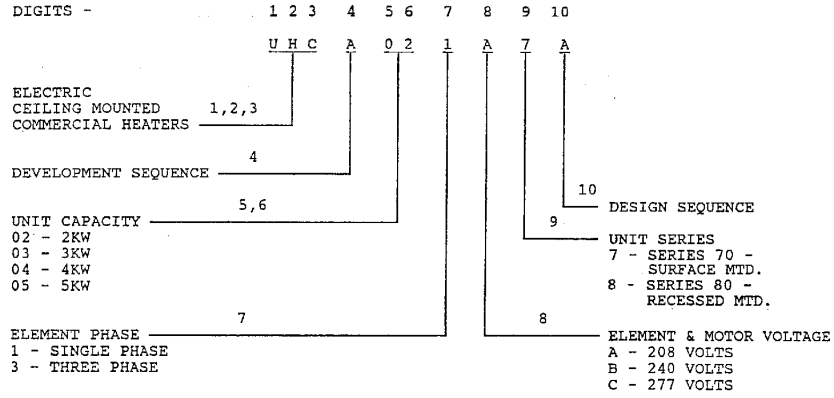 DIGITS - 1 2 3 4 5 6 7 8 9 10
U H C A 0 2 1 A 7 A
ELECTRIC
CEILING MOUNTED 1,2,3
COMMERCIAL HEATERS
4
DEVELOPMENT SEQUENCE
10
DESIGN SEQUENCE
5,6
UNIT CAPACITY
02 - 2KW
03 - 3KW
04 - 4KW
05 - 5KW
9
UNIT SERIES
7 - SERIES 70 -
SURFACE MTD.
8 - SERIES 80 -
RECESSED MTD.
7
ELEMENT PHASE
1 - SINGLE PHASE
3 - THREE PHASE
8
ELEMENT & MOTOR VOLTAGE
A - 208 VOLTS
B - 240 VOLTS
C - 277 VOLTS